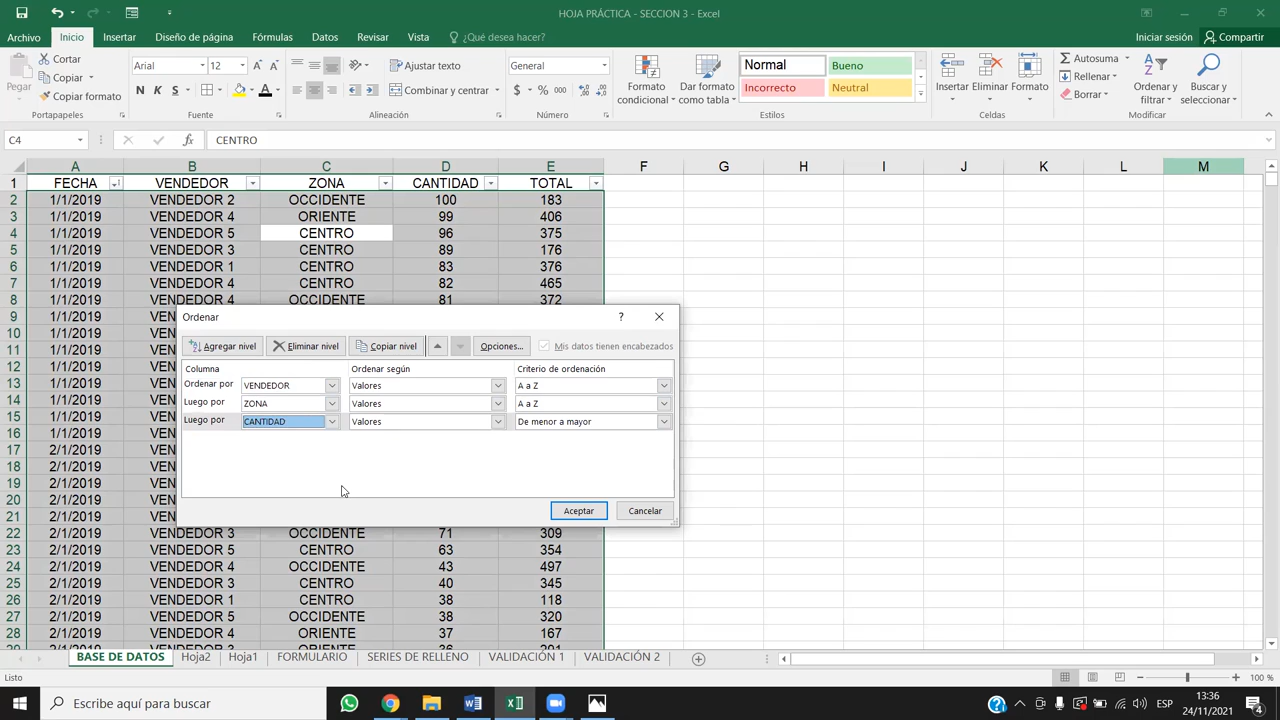 HOJA PRÁCTICA - SECCION 3 - Excel
Archivo Inicio Insertar Diseño de página Fórmulas Datos Revisar Vista ¿Qué desea hacer? Iniciar sesión Compartir
Pegar
Cortar
Copiar
Copiar formato
Portapapeles
Arial 12
N K S
Fuente
Ajustar texto
Combinar y centrar
Alineación
General
$ % 000
Número
Formato condicional
Dar formato como tabla
Normal Bueno
Incorrecto Neutral
Estilos
Insertar Eliminar Formato
Celdas
Autosuma
Rellenar
Borrar
Ordenar y filtrar
Buscar y seleccionar
Modificar
C4 fx CENTRO
A B C D E F G H I J K L M
1 FECHA VENDEDOR ZONA CANTIDAD TOTAL
2 1/1/2019 VENDEDOR 2 OCCIDENTE 100 183
3 1/1/2019 VENDEDOR 4 ORIENTE 99 406
4 1/1/2019 VENDEDOR 5 CENTRO 96 375
5 1/1/2019 VENDEDOR 3 CENTRO 89 176
6 1/1/2019 VENDEDOR 1 CENTRO 83 376
7 1/1/2019 VENDEDOR 4 CENTRO 82 465
8 1/1/2019 VENDEDOR 4 OCCIDENTE 81 372
9 1/1/2019
10 1/1/2019
11 1/1/2019
12 1/1/2019
13 1/1/2019
14 1/1/2019
15 1/1/2019
16 1/1/2019
17 2/1/2019
18 2/1/2019
19 2/1/2019
20 2/1/2019
21 2/1/2019
22 2/1/2019 VENDEDOR 3 OCCIDENTE 71 309
23 2/1/2019 VENDEDOR 5 CENTRO 63 354
24 2/1/2019 VENDEDOR 4 OCCIDENTE 43 497
25 2/1/2019 VENDEDOR 3 CENTRO 40 345
26 2/1/2019 VENDEDOR 1 CENTRO 38 118
27 2/1/2019 VENDEDOR 5 OCCIDENTE 38 320
28 2/1/2019 VENDEDOR 4 ORIENTE 37 167
Ordenar ?
Agregar nivel Eliminar nivel Copiar nivel Opciones... Mis datos tienen encabezados
Columna Ordenar según Criterio de ordenación
Ordenar por VENDEDOR Valores A a Z
Luego por ZONA Valores A a Z
Luego por CANTIDAD Valores De menor a mayor
Aceptar Cancelar
BASE DE DATOS Hoja2 Hoja1 FORMULARIO SERIES DE RELLENO VALIDACIÓN 1 VALIDACIÓN 2
Listo 100 %
Escribe aquí para buscar
ESP
13:36
24/11/2021